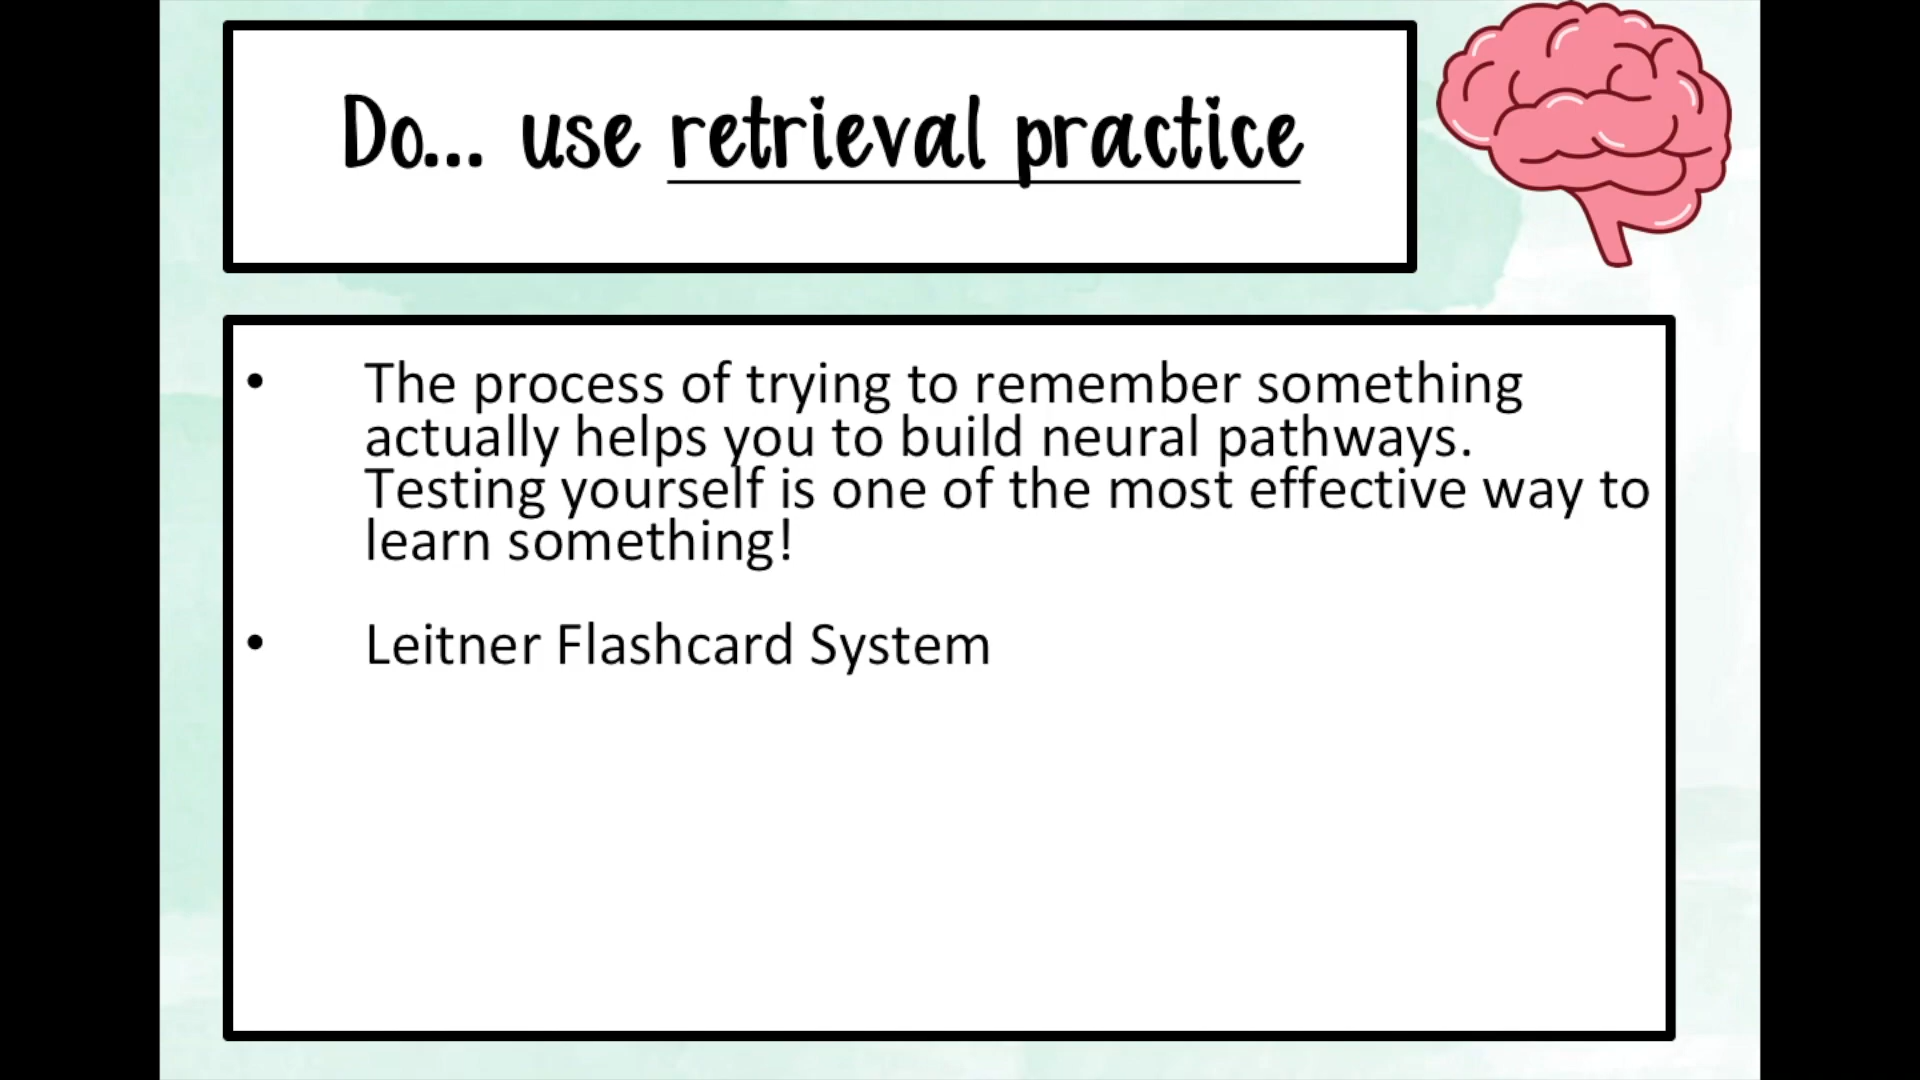 Do... use retrieval practice
• The process of trying to remember something
actually helps you to build neural pathways.
Testing yourself is one of the most effective way to
learn something!
• Leitner Flashcard System